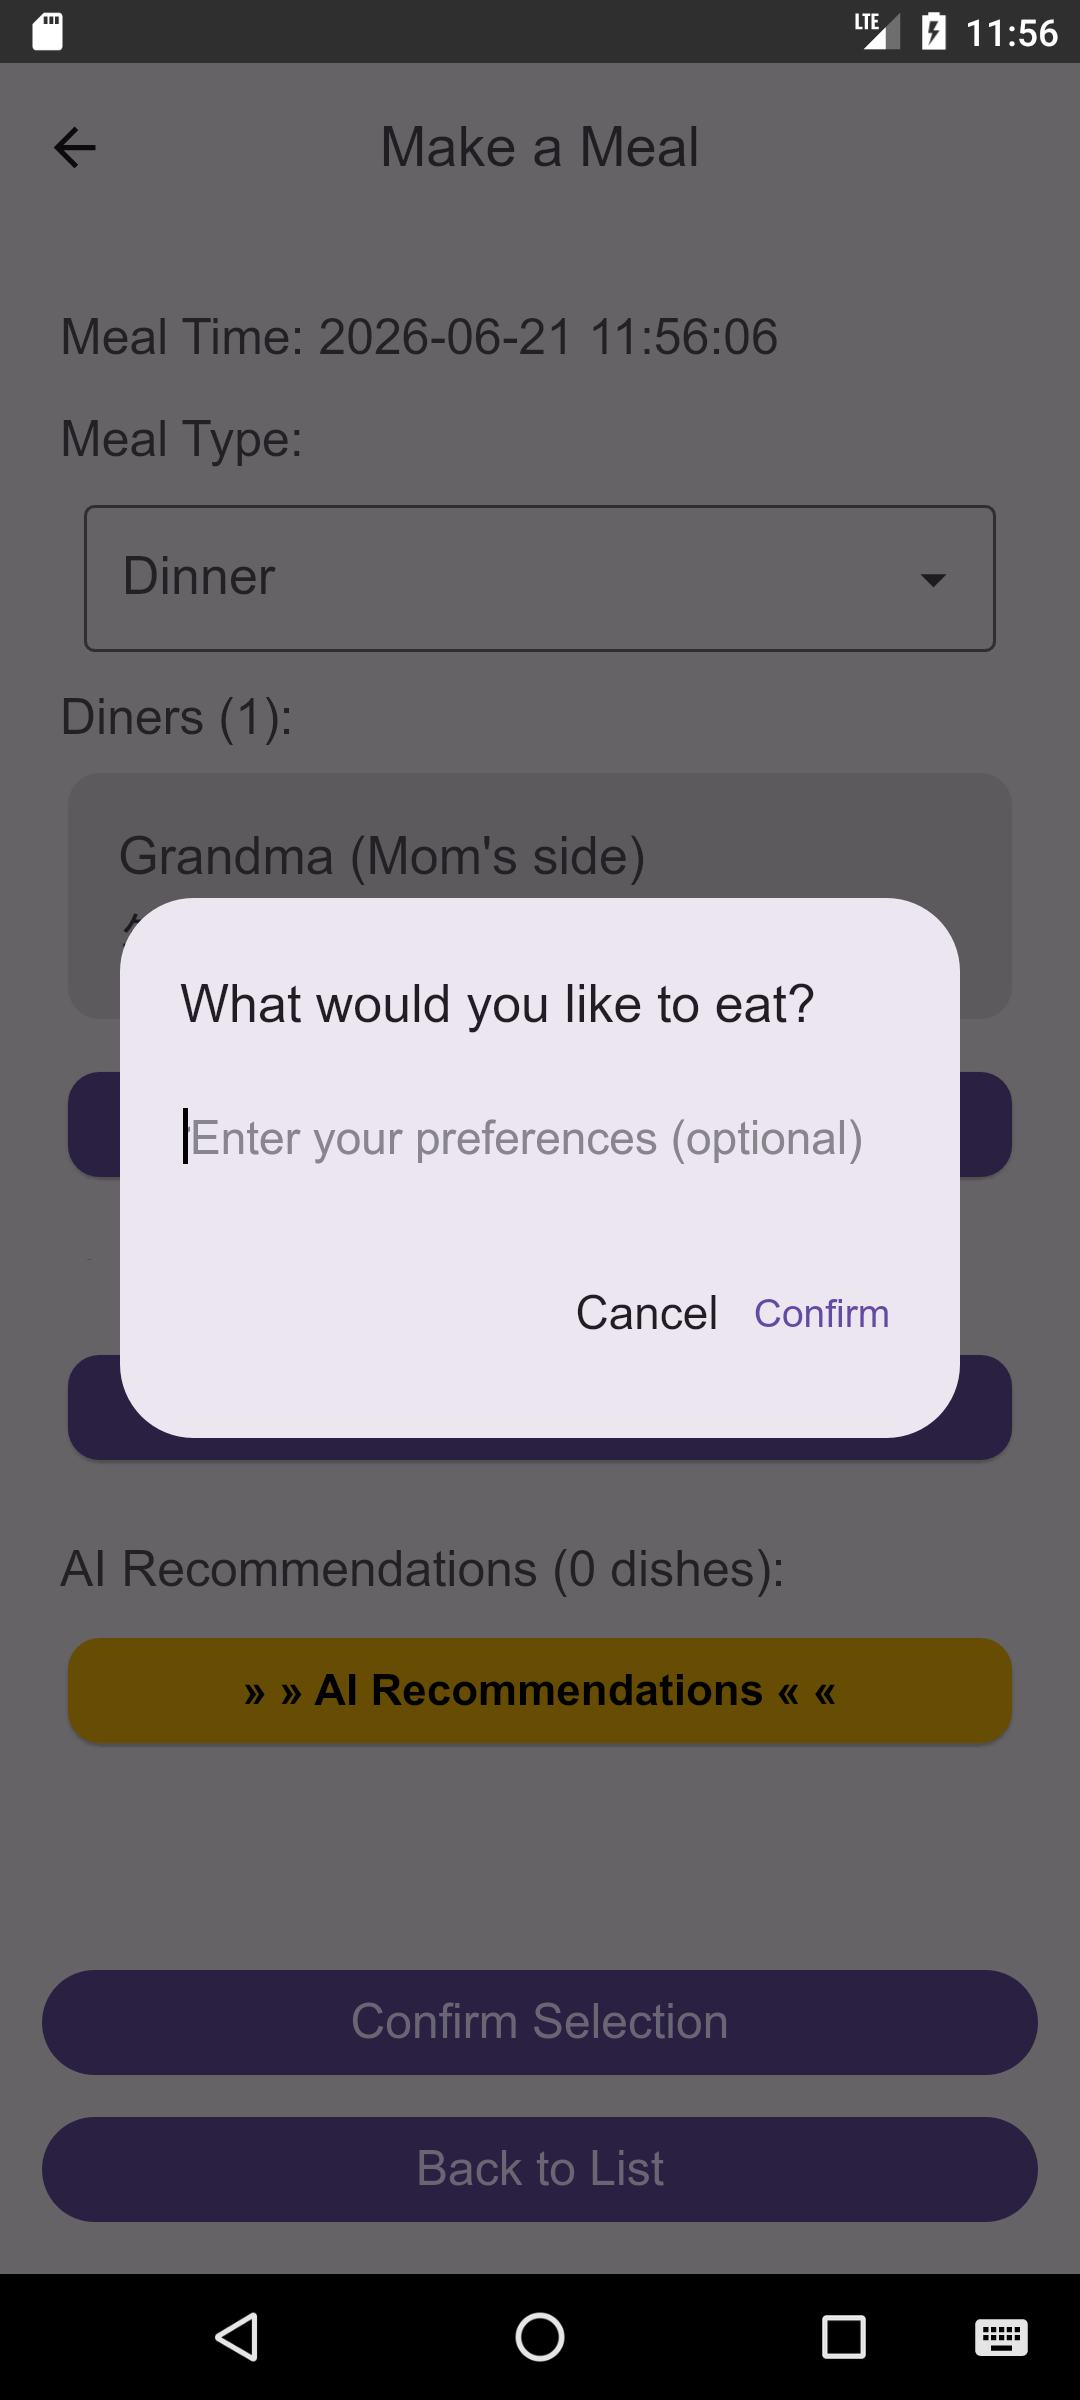 LTE 11:56
Make a Meal
Meal Time: 2026-06-21 11:56:06
Meal Type:
Dinner
Diners (1):
Grandma (Mom's side)
What would you like to eat?
Enter your preferences (optional)
Cancel Confirm
AI Recommendations (0 dishes):
» » AI Recommendations « «
Confirm Selection
Back to List